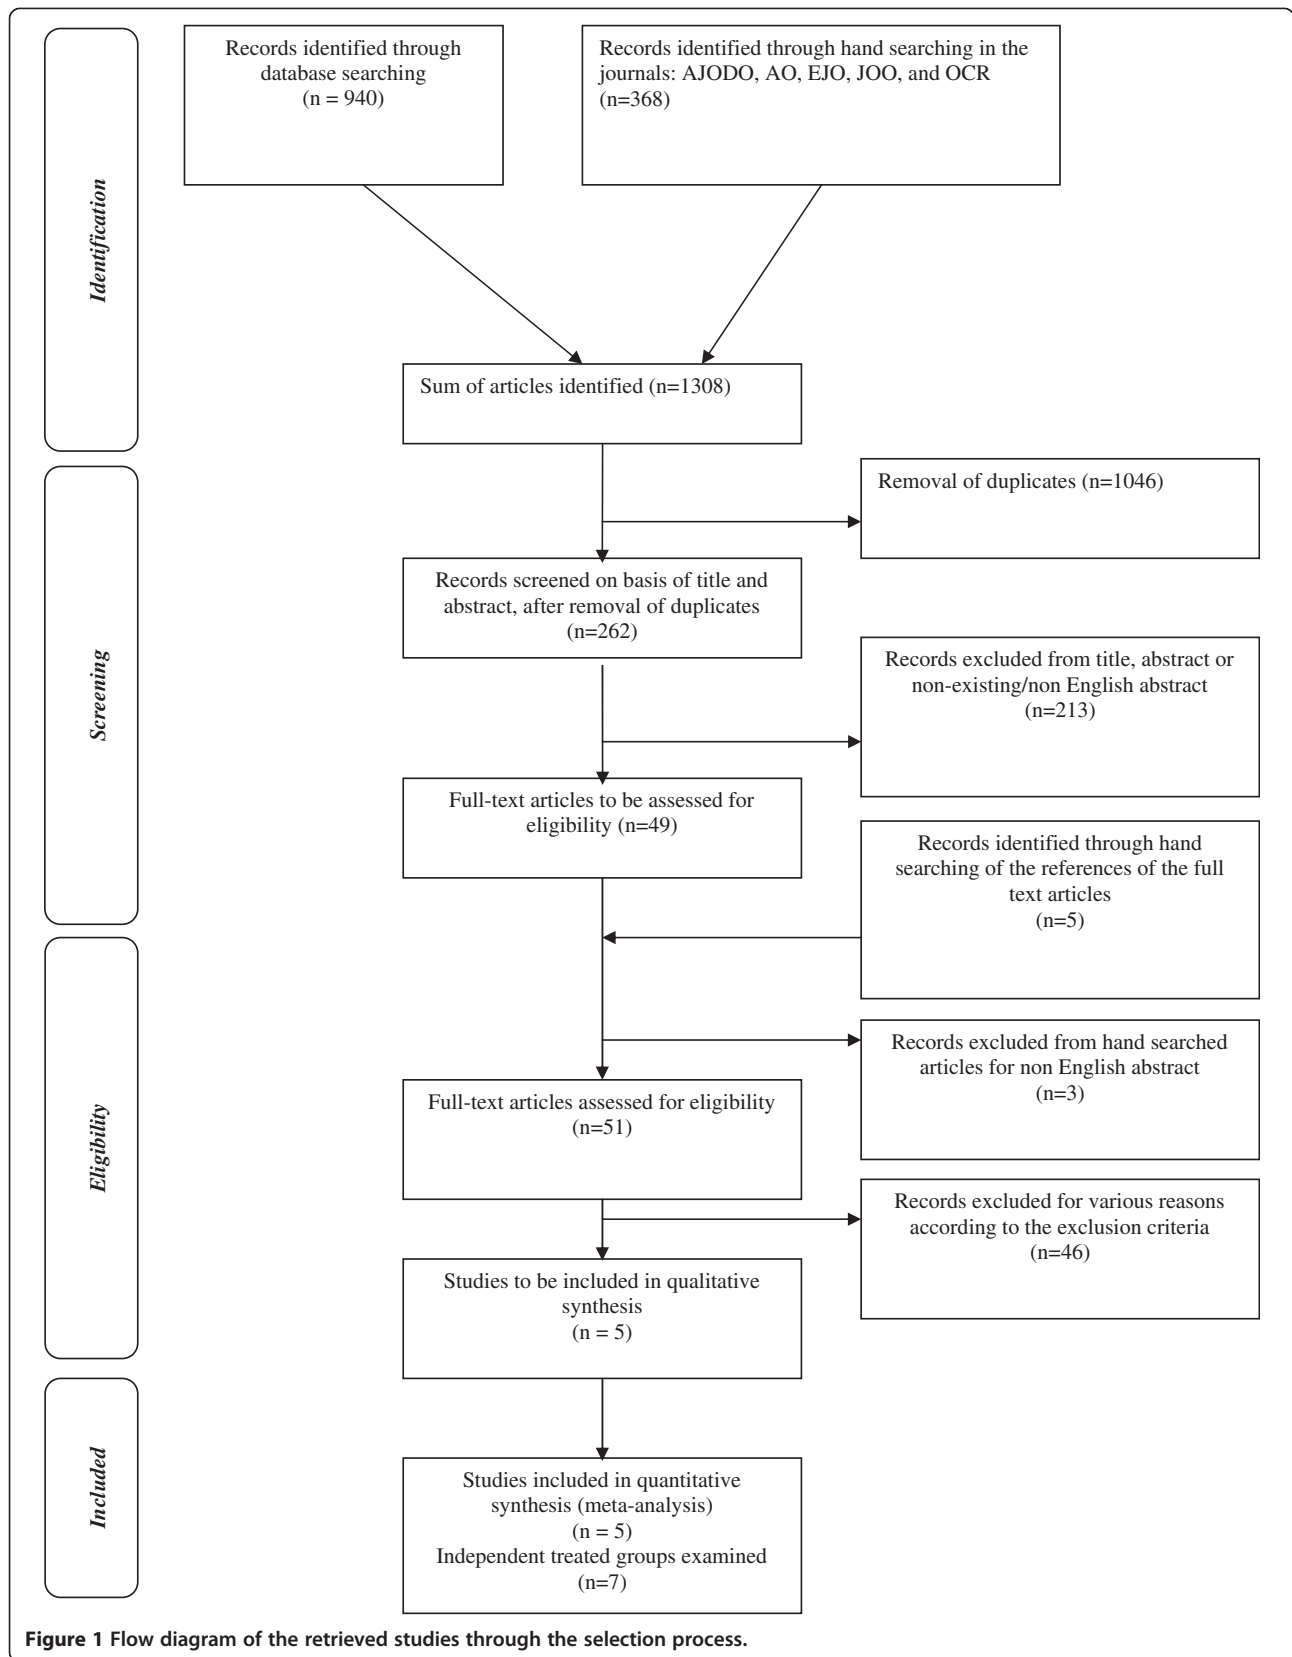 Identification
Records identified through
database searching
(n = 940)
Records identified through hand searching in the
journals: AJODO, AO, EJO, JOO, and OCR
(n=368)
Sum of articles identified (n=1308)
Screening
Removal of duplicates (n=1046)
Records screened on basis of title and
abstract, after removal of duplicates
(n=262)
Records excluded from title, abstract or
non-existing/non English abstract
(n=213)
Full-text articles to be assessed for
eligibility (n=49)
Records identified through hand
searching of the references of the full
text articles
(n=5)
Eligibility
Records excluded from hand searched
articles for non English abstract
(n=3)
Full-text articles assessed for eligibility
(n=51)
Records excluded for various reasons
according to the exclusion criteria
(n=46)
Studies to be included in qualitative
synthesis
(n = 5)
Included
Studies included in quantitative
synthesis (meta-analysis)
(n = 5)
Independent treated groups examined
(n=7)
Figure 1 Flow diagram of the retrieved studies through the selection process.